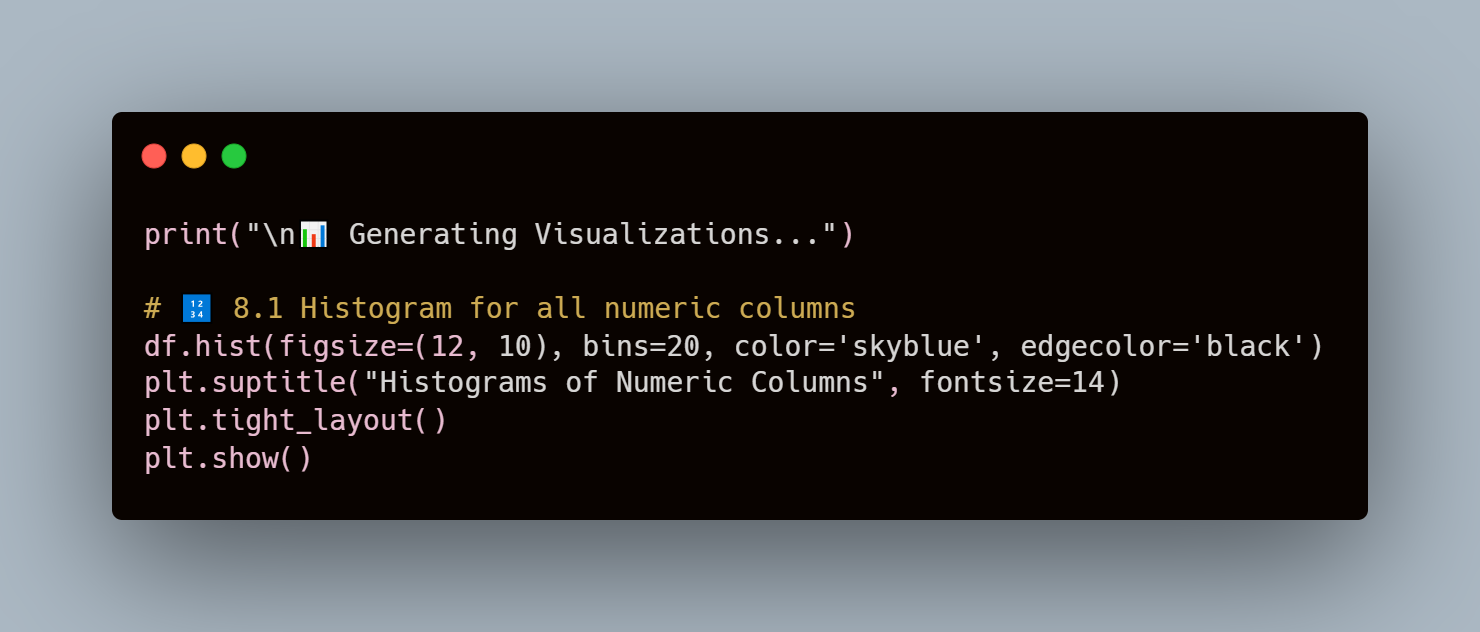 print("\n📊 Generating Visualizations...")
# 🔢 8.1 Histogram for all numeric columns
df.hist(figsize=(12, 10), bins=20, color='skyblue', edgecolor='black')
plt.suptitle("Histograms of Numeric Columns", fontsize=14)
plt.tight_layout()
plt.show()